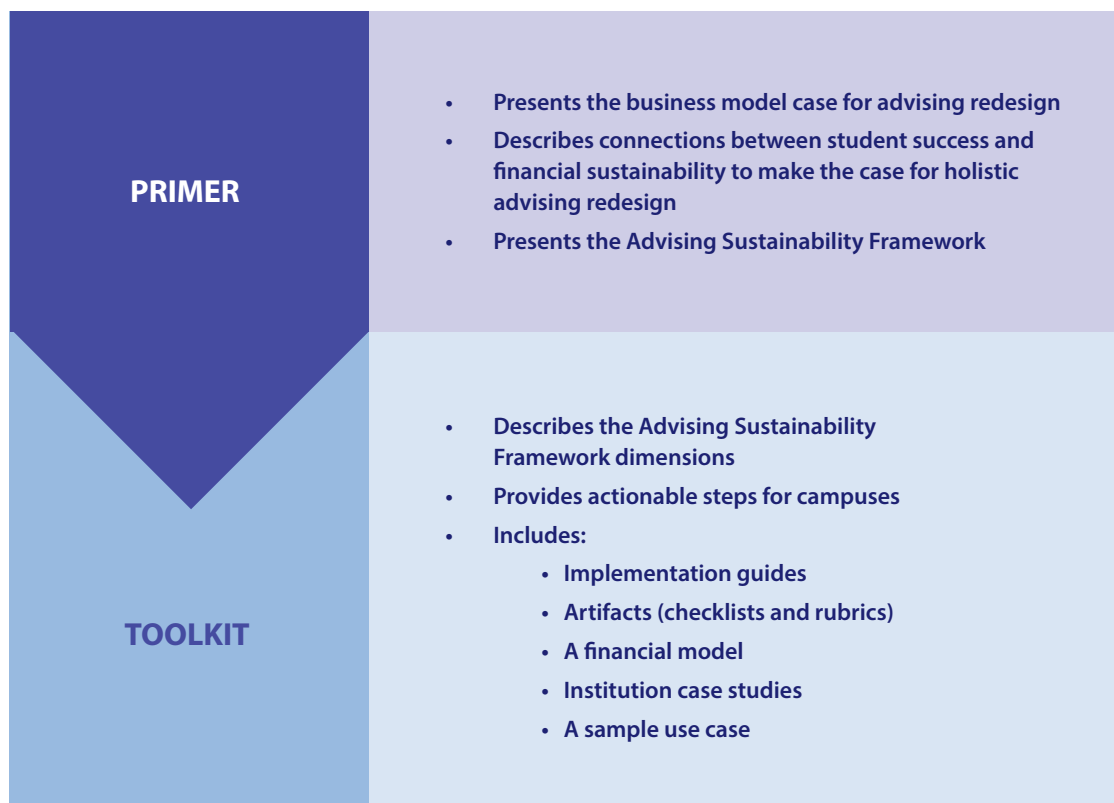 PRIMER
• Presents the business model case for advising redesign
• Describes connections between student success and
financial sustainability to make the case for holistic
advising redesign
• Presents the Advising Sustainability Framework
TOOLKIT
• Describes the Advising Sustainability
Framework dimensions
• Provides actionable steps for campuses
• Includes:
• Implementation guides
• Artifacts (checklists and rubrics)
• A financial model
• Institution case studies
• A sample use case